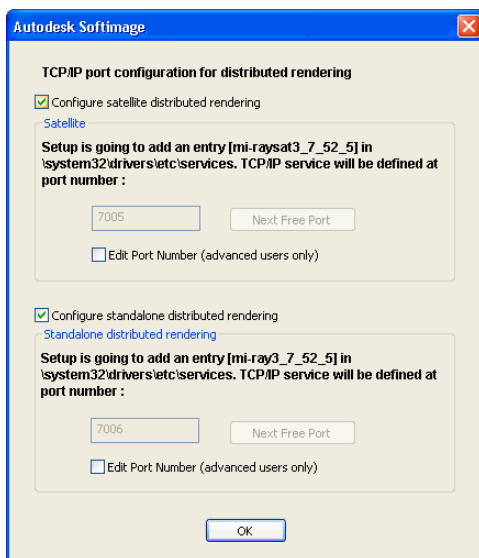 Autodesk Softimage
TCP/IP port configuration for distributed rendering
Configure satellite distributed rendering
Satellite
Setup is going to add an entry [mi-raysat3_7_52_5] in
\system32\drivers\etc\services. TCP/IP service will be defined at
port number :
7005
Next Free Port
Edit Port Number (advanced users only)
Configure standalone distributed rendering
Standalone distributed rendering
Setup is going to add an entry [mi-ray3_7_52_5] in
\system32\drivers\etc\services. TCP/IP service will be defined at
port number :
7006
Next Free Port
Edit Port Number (advanced users only)
OK